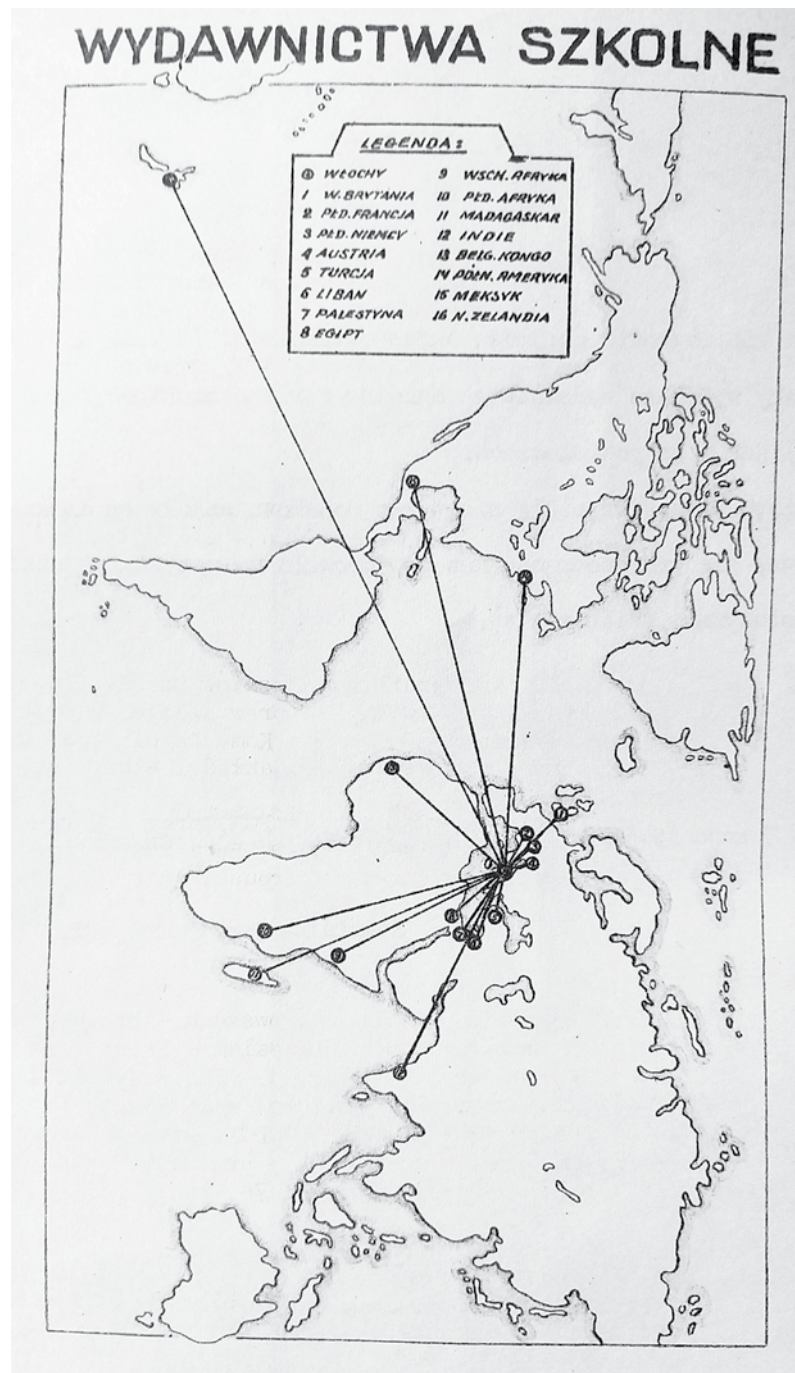 WYDAWNICTWA SZKOLNE
LEGENDA:
0 WŁOCHY
1 W. BRYTANIA
2 PŁD. FRANCJA
3 PŁD. NIEMCY
4 AUSTRIA
5 TURCJA
6 LIBAN
7 PALESTYNA
8 EGIPT
9 WSCH. AFRYKA
10 PŁD. AFRYKA
11 MADAGASKAR
12 INDIE
13 BELG. KONGO
14 PÓŁN. AMERYKA
15 MEKSYK
16 N. ZELANDIA